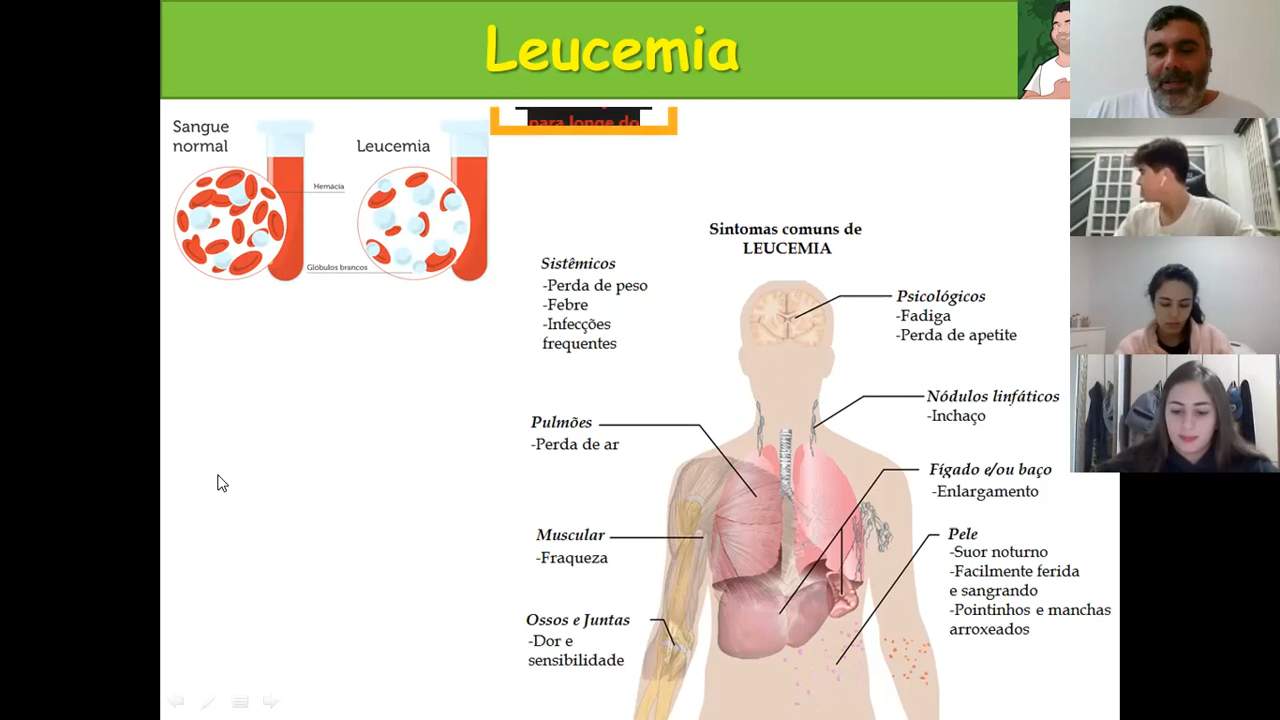 Leucemia
para longe do
Sangue
normal
Leucemia
Hemácia
Glóbulos brancos
Sintomas comuns de
LEUCEMIA
Sistêmicos
-Perda de peso
-Febre
-Infecções
frequentes
Psicológicos
-Fadiga
-Perda de apetite
Nódulos linfáticos
-Inchaço
Pulmões
-Perda de ar
Fígado e/ou baço
-Enlargamento
Muscular
-Fraqueza
Pele
-Suor noturno
-Facilmente ferida
e sangrando
-Pointinhos e manchas
arroxeados
Ossos e Juntas
-Dor e
sensibilidade